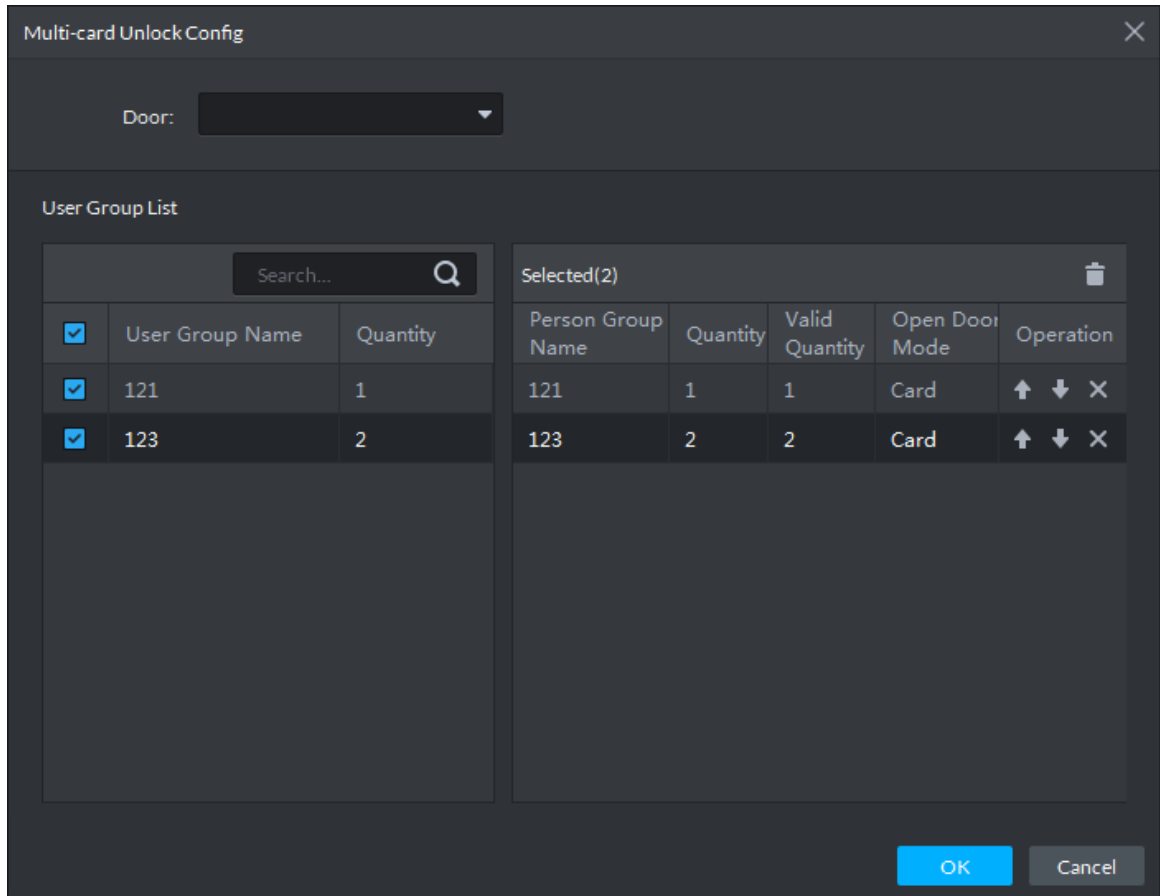 Multi-card Unlock Config
Door:
User Group List
Search...
Selected(2)
User Group Name Quantity
Person Group Name Quantity Valid Quantity Open Door Mode Operation
121 1 121 1 1 Card
123 2 123 2 2 Card
OK Cancel